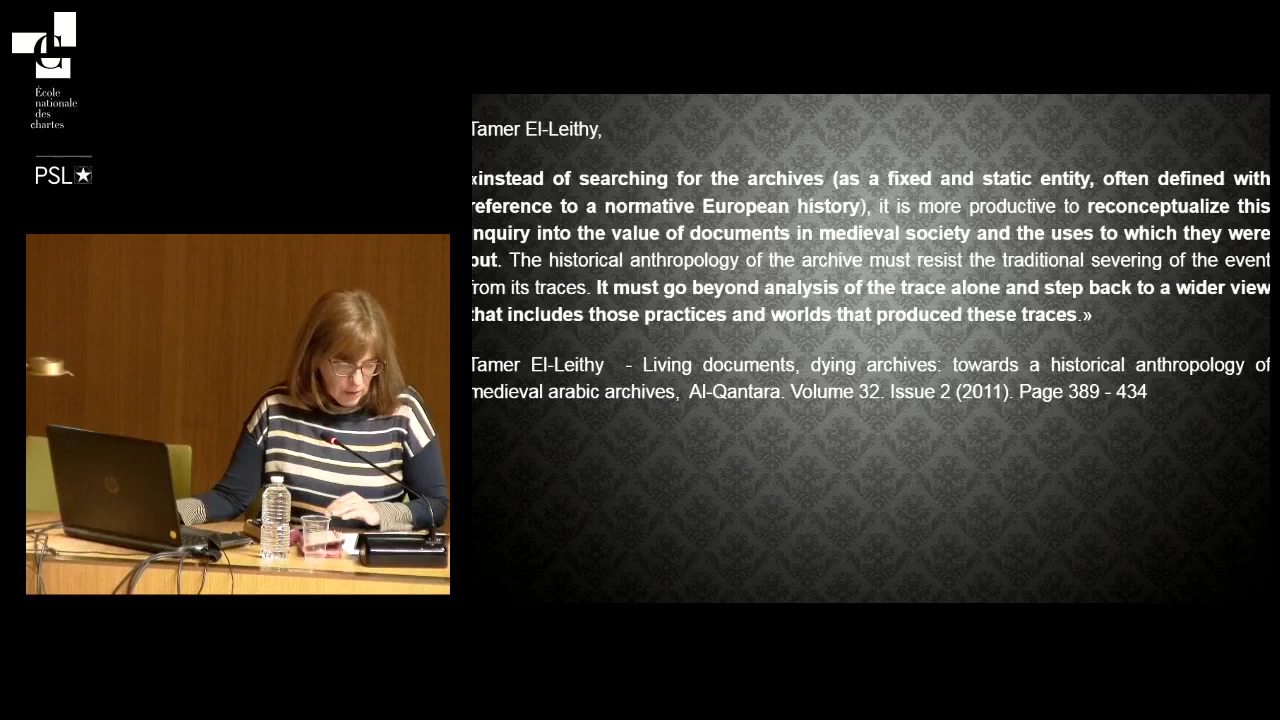 École
nationale
des
chartes
PSL
Tamer El-Leithy,
«instead of searching for the archives (as a fixed and static entity, often defined with
reference to a normative European history), it is more productive to reconceptualize this
inquiry into the value of documents in medieval society and the uses to which they were
put. The historical anthropology of the archive must resist the traditional severing of the event
from its traces. It must go beyond analysis of the trace alone and step back to a wider view
that includes those practices and worlds that produced these traces.»
Tamer El-Leithy - Living documents, dying archives: towards a historical anthropology of
medieval arabic archives, Al-Qantara. Volume 32. Issue 2 (2011). Page 389 - 434